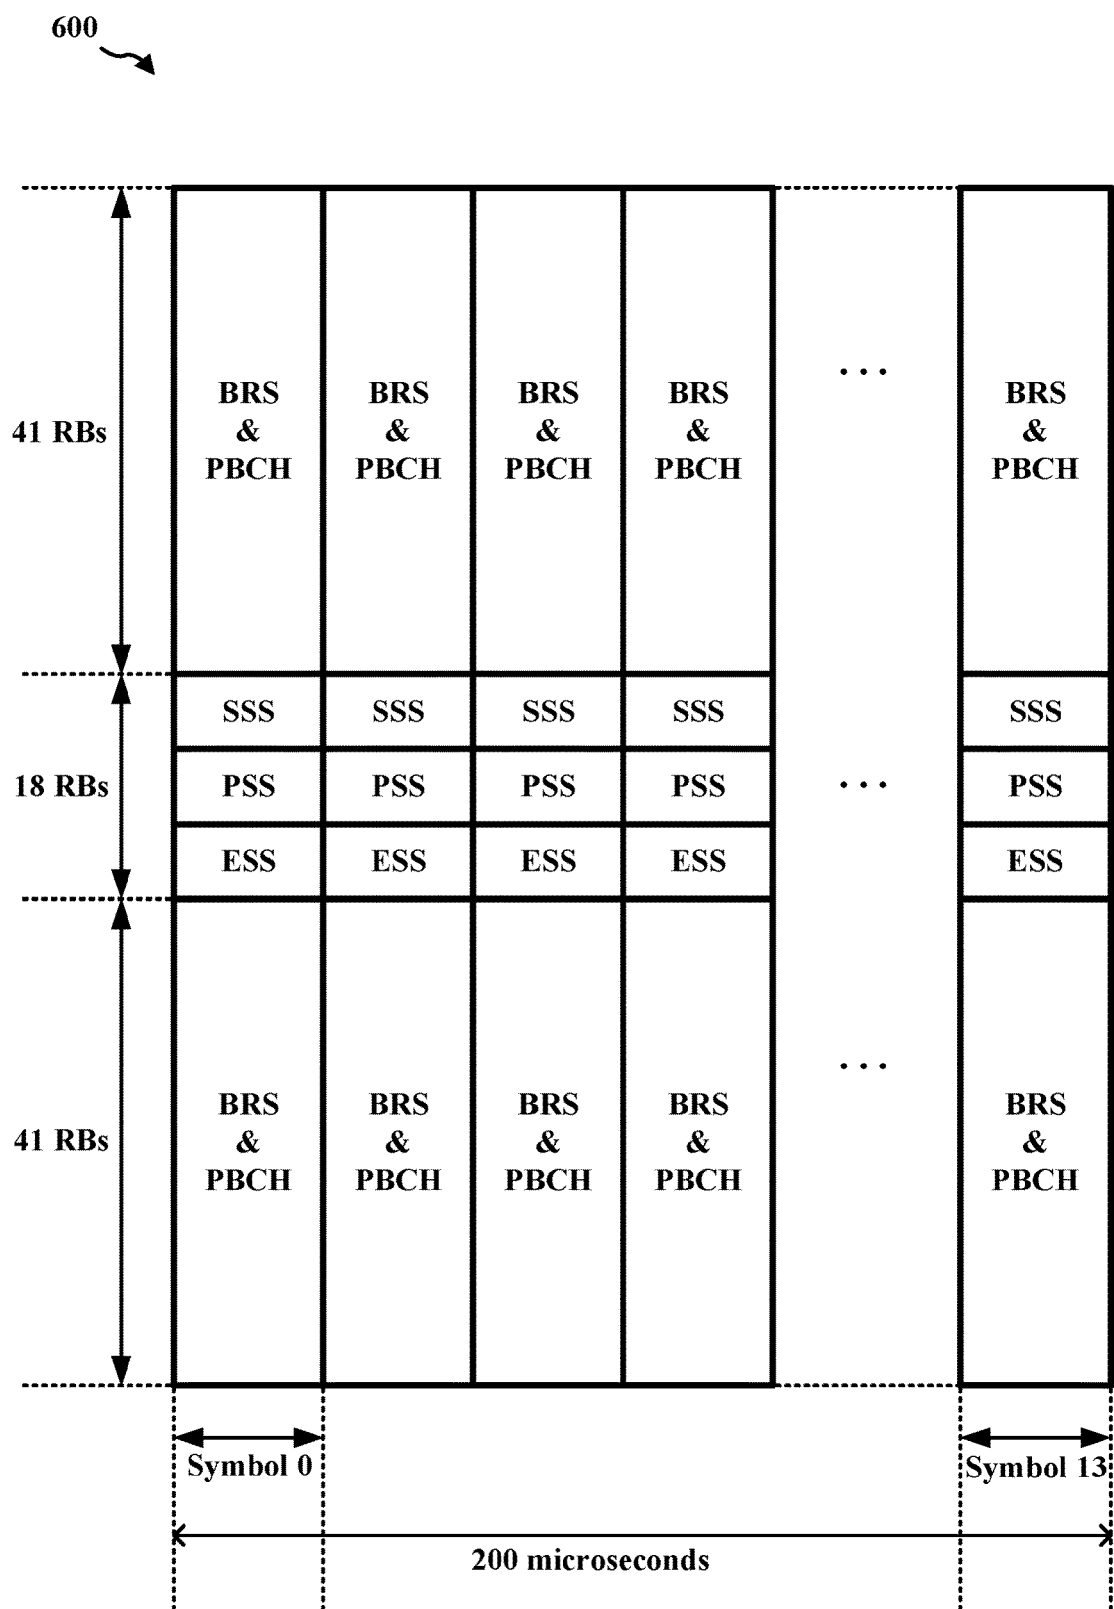 600
BRS
&
PBCH
BRS
&
PBCH
BRS
&
PBCH
BRS
&
PBCH
. . .
BRS
&
PBCH
41 RBs
SSS
SSS
SSS
SSS
SSS
18 RBs
PSS
PSS
PSS
PSS
. . .
PSS
ESS
ESS
ESS
ESS
ESS
41 RBs
BRS
&
PBCH
BRS
&
PBCH
BRS
&
PBCH
BRS
&
PBCH
. . .
BRS
&
PBCH
Symbol 0
Symbol 13
200 microseconds